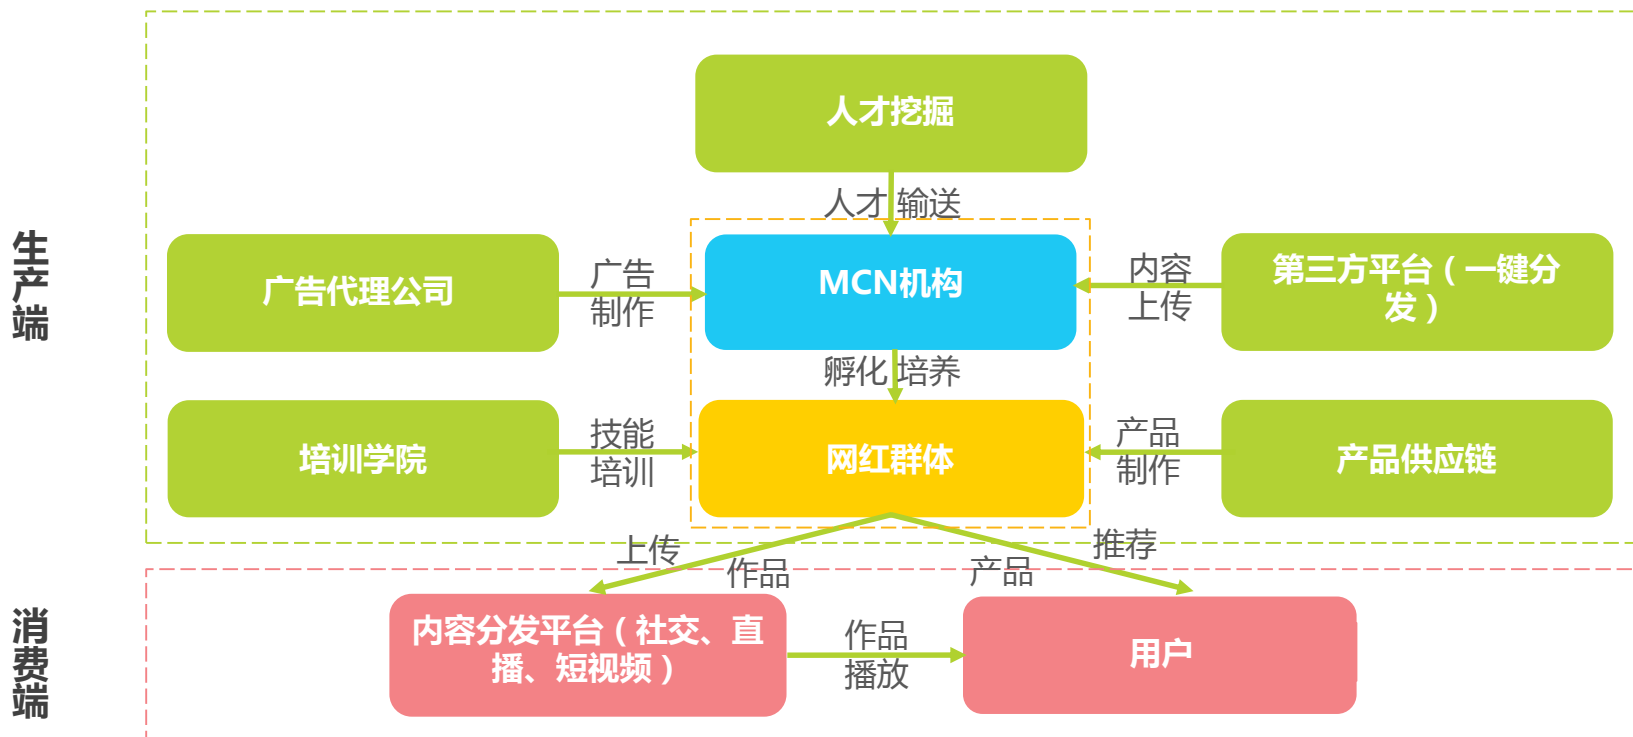 生产端
人才挖掘
人才 输送
广告代理公司
广告
制作
MCN机构
内容
上传
第三方平台（一键分
发）
孵化 培养
培训学院
技能
培训
网红群体
产品
制作
产品供应链
上传
作品
产品
推荐
消费端
内容分发平台（社交、直
播、短视频）
作品
播放
用户